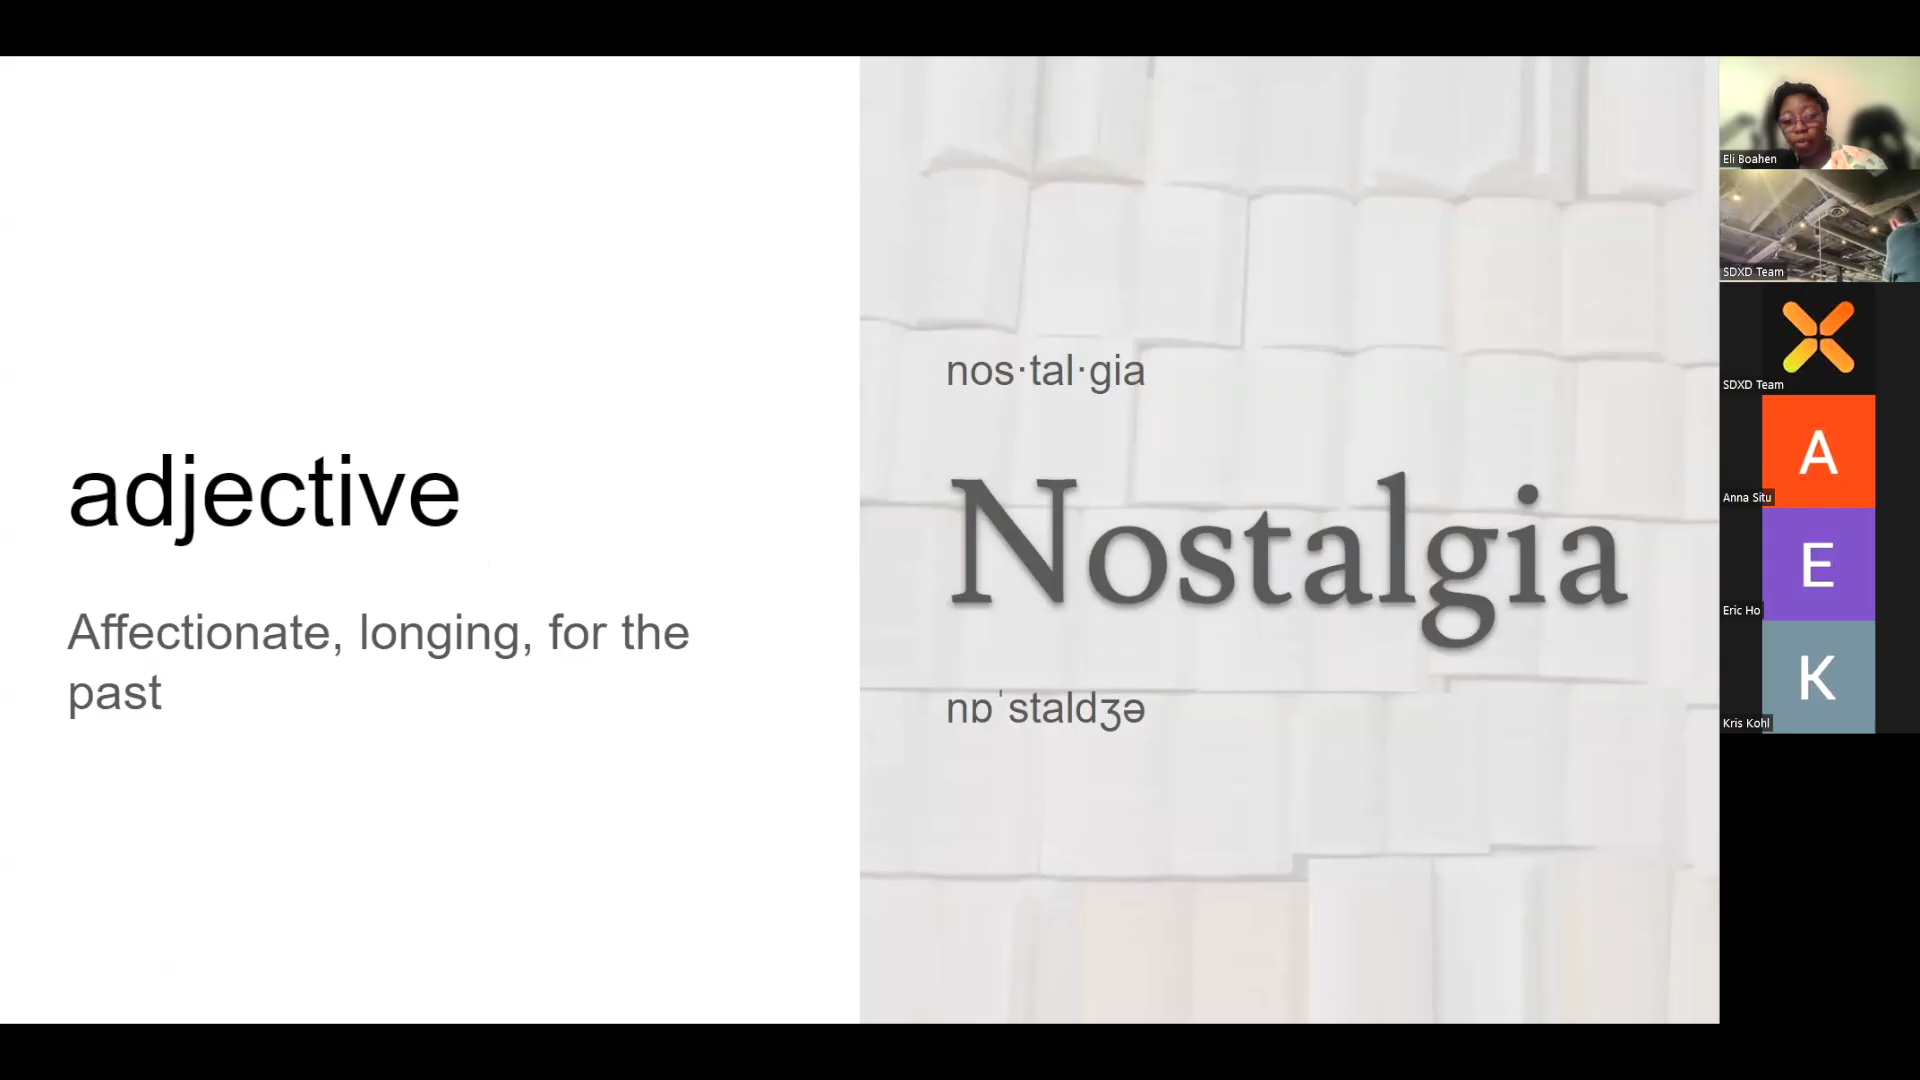 adjective
Affectionate, longing, for the
past
nos·tal·gia
Nostalgia
nɒˈstaldʒə
Eli Boahen
SDXD Team
SDXD Team
A
Anna Situ
E
Eric Ho
K
Kris Kohl